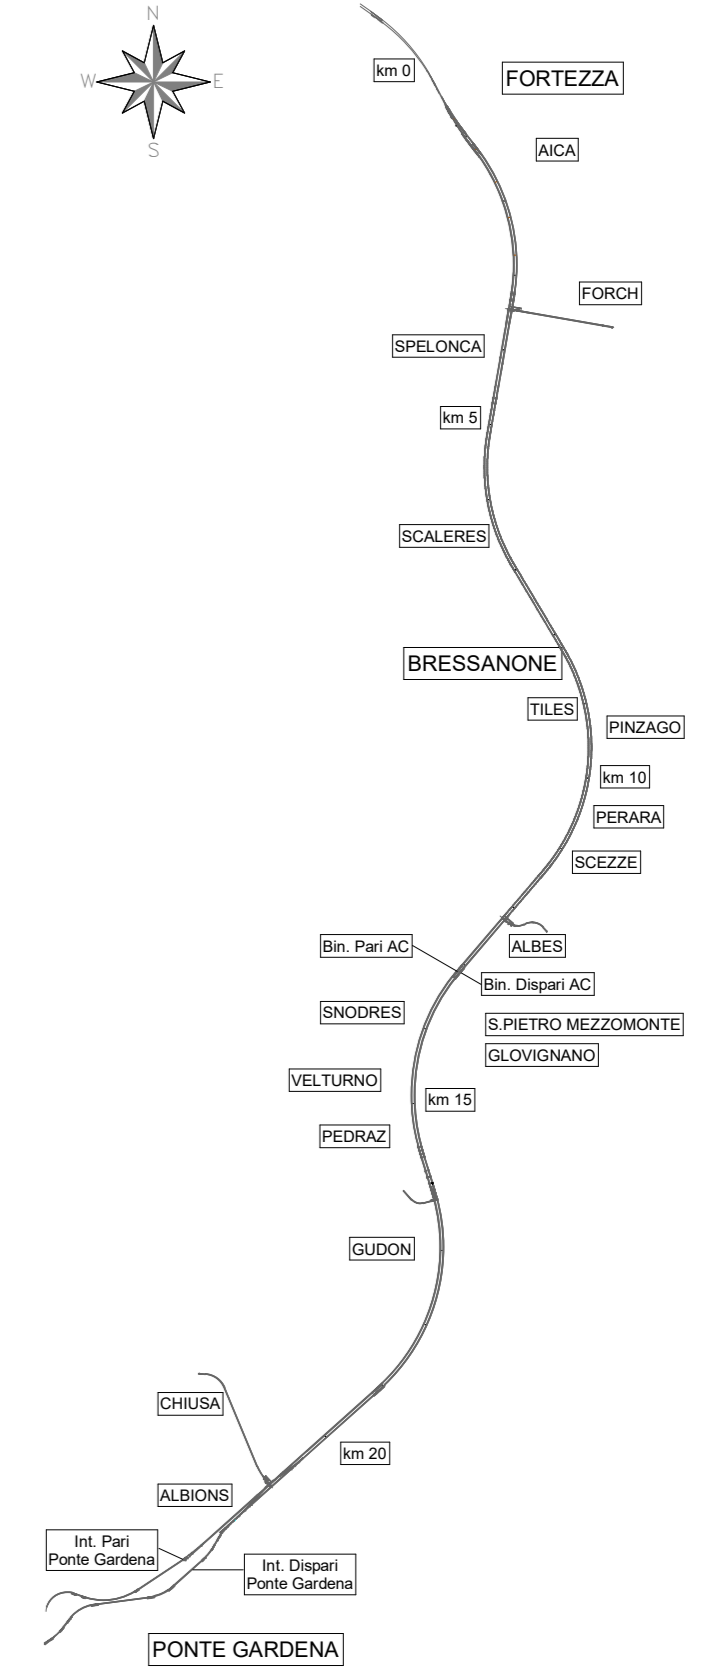 N
W
E
S
km 0
FORTEZZA
AICA
FORCH
SPELONCA
km 5
SCALERES
BRESSANONE
TILES
PINZAGO
km 10
PERARA
SCEZZE
Bin. Pari AC
ALBES
Bin. Dispari AC
SNODRES
S.PIETRO MEZZOMONTE
GLOVIGNANO
VELTURNO
km 15
PEDRAZ
GUDON
CHIUSA
km 20
ALBIONS
Int. Pari
Ponte Gardena
Int. Dispari
Ponte Gardena
PONTE GARDENA